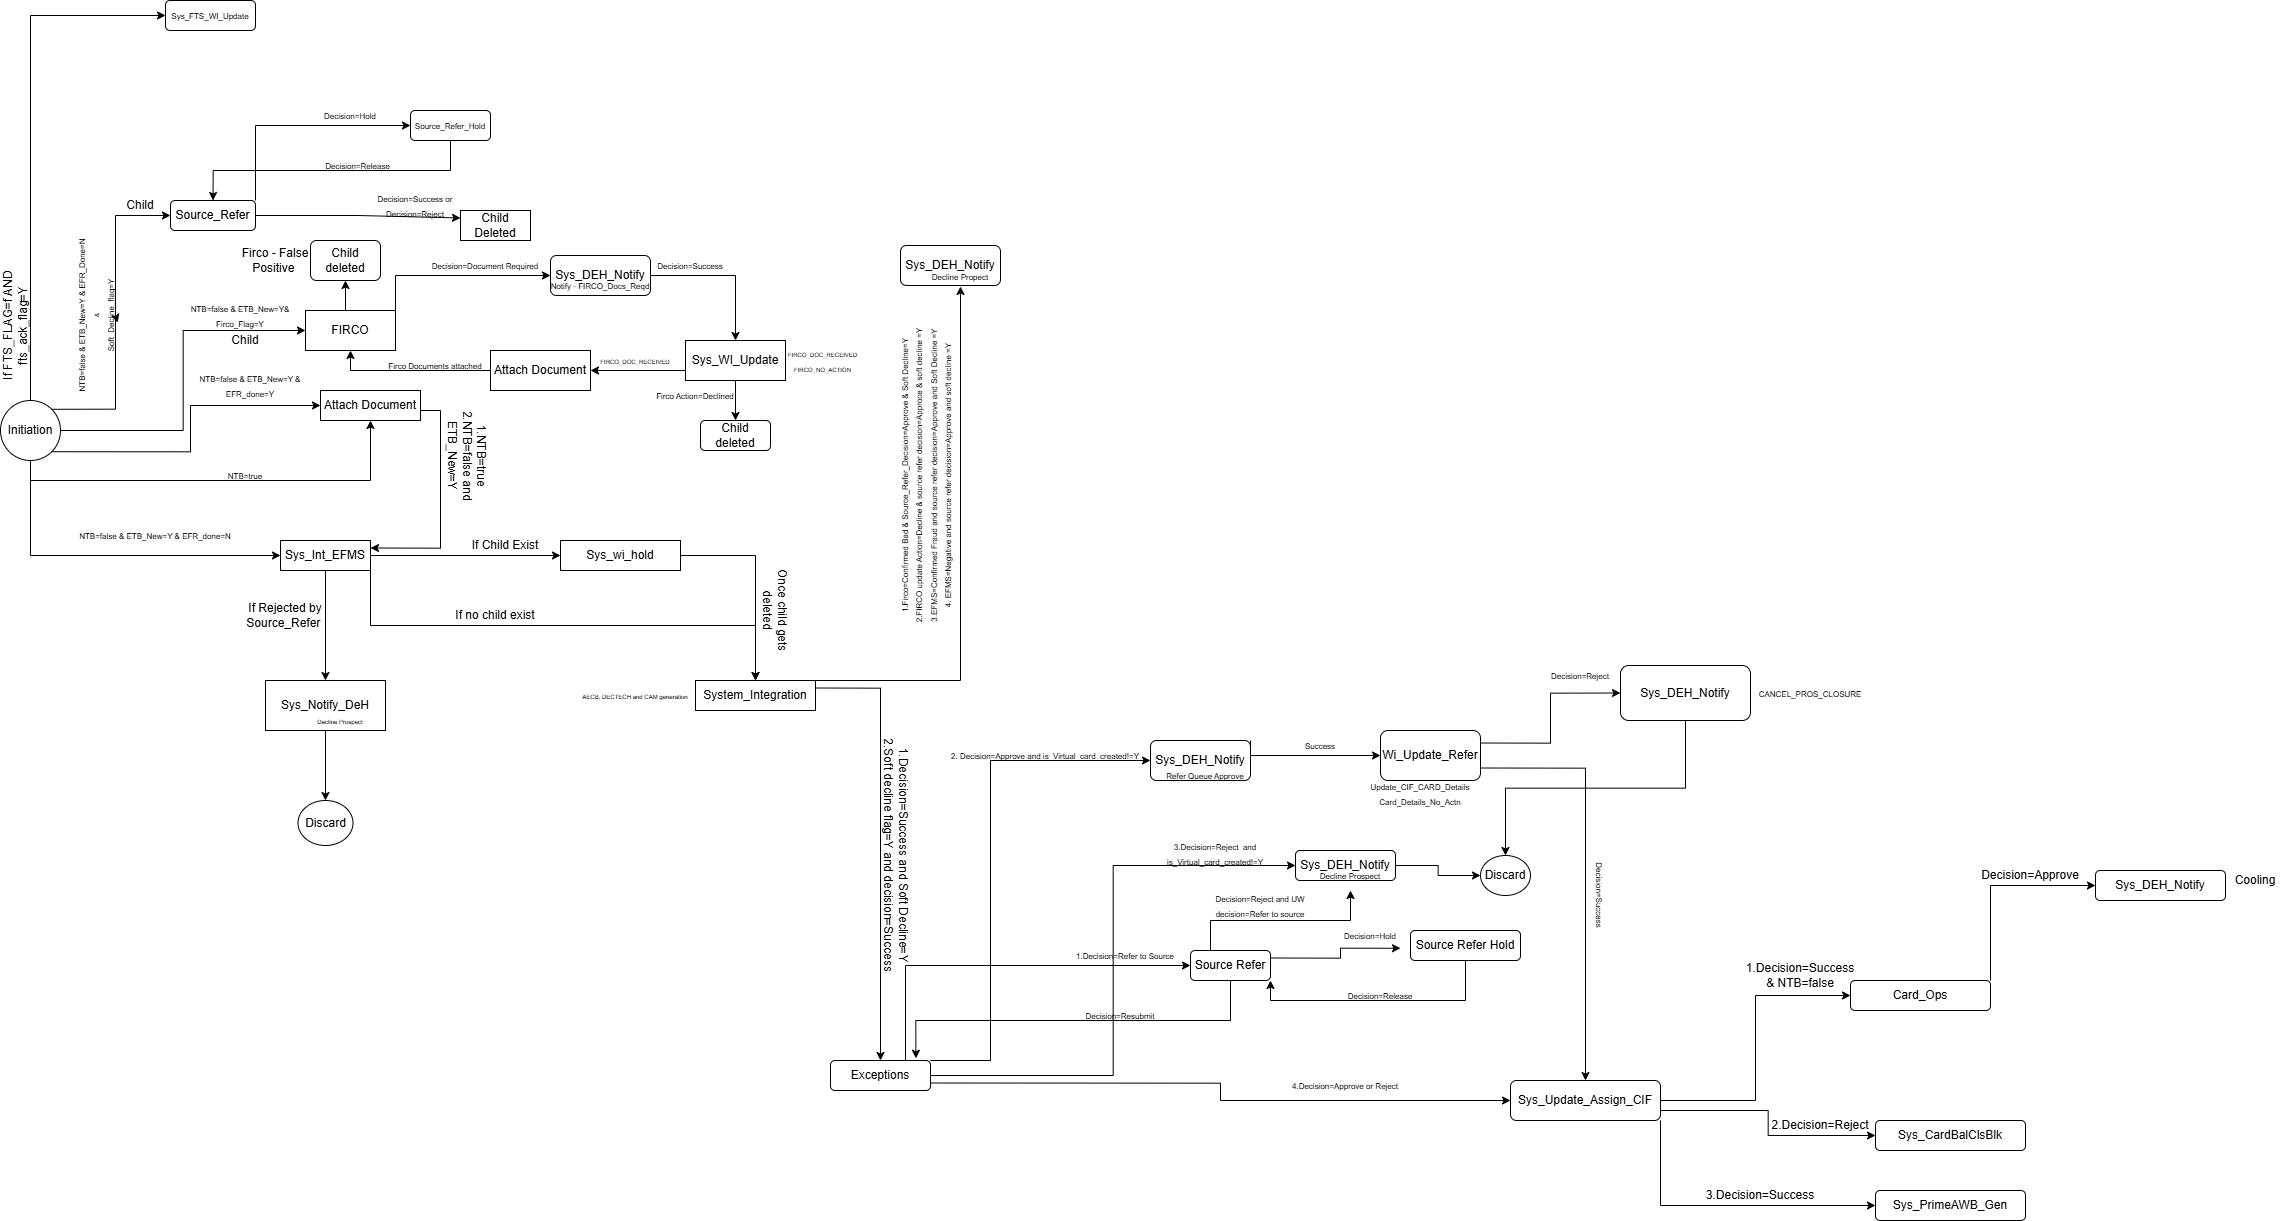 Sys_FTS_WI_Update
If FTS_FLAG=f AND
fts_ack_flag=Y
Decision=Hold
Source_Refer_Hold
Decision=Release
Child
Source_Refer
Decision=Success or
Decision=Reject
Child
Deleted
NTB=false & ETB_New=Y & EFR_Done=N
&
Soft_Decline_flag=Y
Firco - False
Positive
Child
deleted
Decision=Document Required
Sys_DEH_Notify
Notify - FIRCO_Docs_Reqd
Decision=Success
NTB=false & ETB_New=Y&
Firco_Flag=Y
Child
FIRCO
Sys_WI_Update
FIRCO_DOC_RECEIVED
FIRCO_NO_ACTION
FIRCO_DOC_RECEIVED
Attach Document
Firco Documents attached
Firco Action=Declined
Child
deleted
NTB=false & ETB_New=Y &
EFR_done=Y
Attach Document
Initiation
NTB=true
1.NTB=true
2.NTB=false and
ETB_New=Y
NTB=false & ETB_New=Y & EFR_done=N
Sys_Int_EFMS
If Child Exist
Sys_wi_hold
If no child exist
Once child gets
deleted
If Rejected by
Source_Refer
Sys_Notify_DeH
Decline Prospect
Discard
AECB, DECTECH and CAM generation
System_Integration
Sys_DEH_Notify
Decline Propect
1.Firco=Confirmed Bad & Source_Refer_Decision=Approve & Soft Decline=Y
2.FIRCO update Action=Decline & source refer decision=Approce & soft decline =Y
3.EFMS=Confirmed Fraud and source refer decision=Approve and Soft Decline =Y
4. EFMS=Negative and source refer decision=Approve and soft decline =Y
1.Decision=Success and Soft Decline=Y
2.Soft decline flag=Y and decision=Success
2. Decision=Approve and is_Virtual_card_created!=Y
Sys_DEH_Notify
Refer Queue Approve
Success
Wi_Update_Refer
Update_CIF_CARD_Details
Card_Details_No_Actn
Decision=Reject
Sys_DEH_Notify
CANCEL_PROS_CLOSURE
3.Decision=Reject and
is_Virtual_card_created!=Y
Sys_DEH_Notify
Decline Prospect
Discard
Decision=Success
Decision=Reject and UW
decision=Refer to source
1.Decision=Refer to Source
Source Refer
Decision=Hold
Source Refer Hold
Decision=Release
Decision=Resubmit
Exceptions
4.Decision=Approve or Reject
Sys_Update_Assign_CIF
1.Decision=Success
& NTB=false
Card_Ops
Decision=Approve
Sys_DEH_Notify
Cooling
2.Decision=Reject
Sys_CardBalClsBlk
3.Decision=Success
Sys_PrimeAWB_Gen